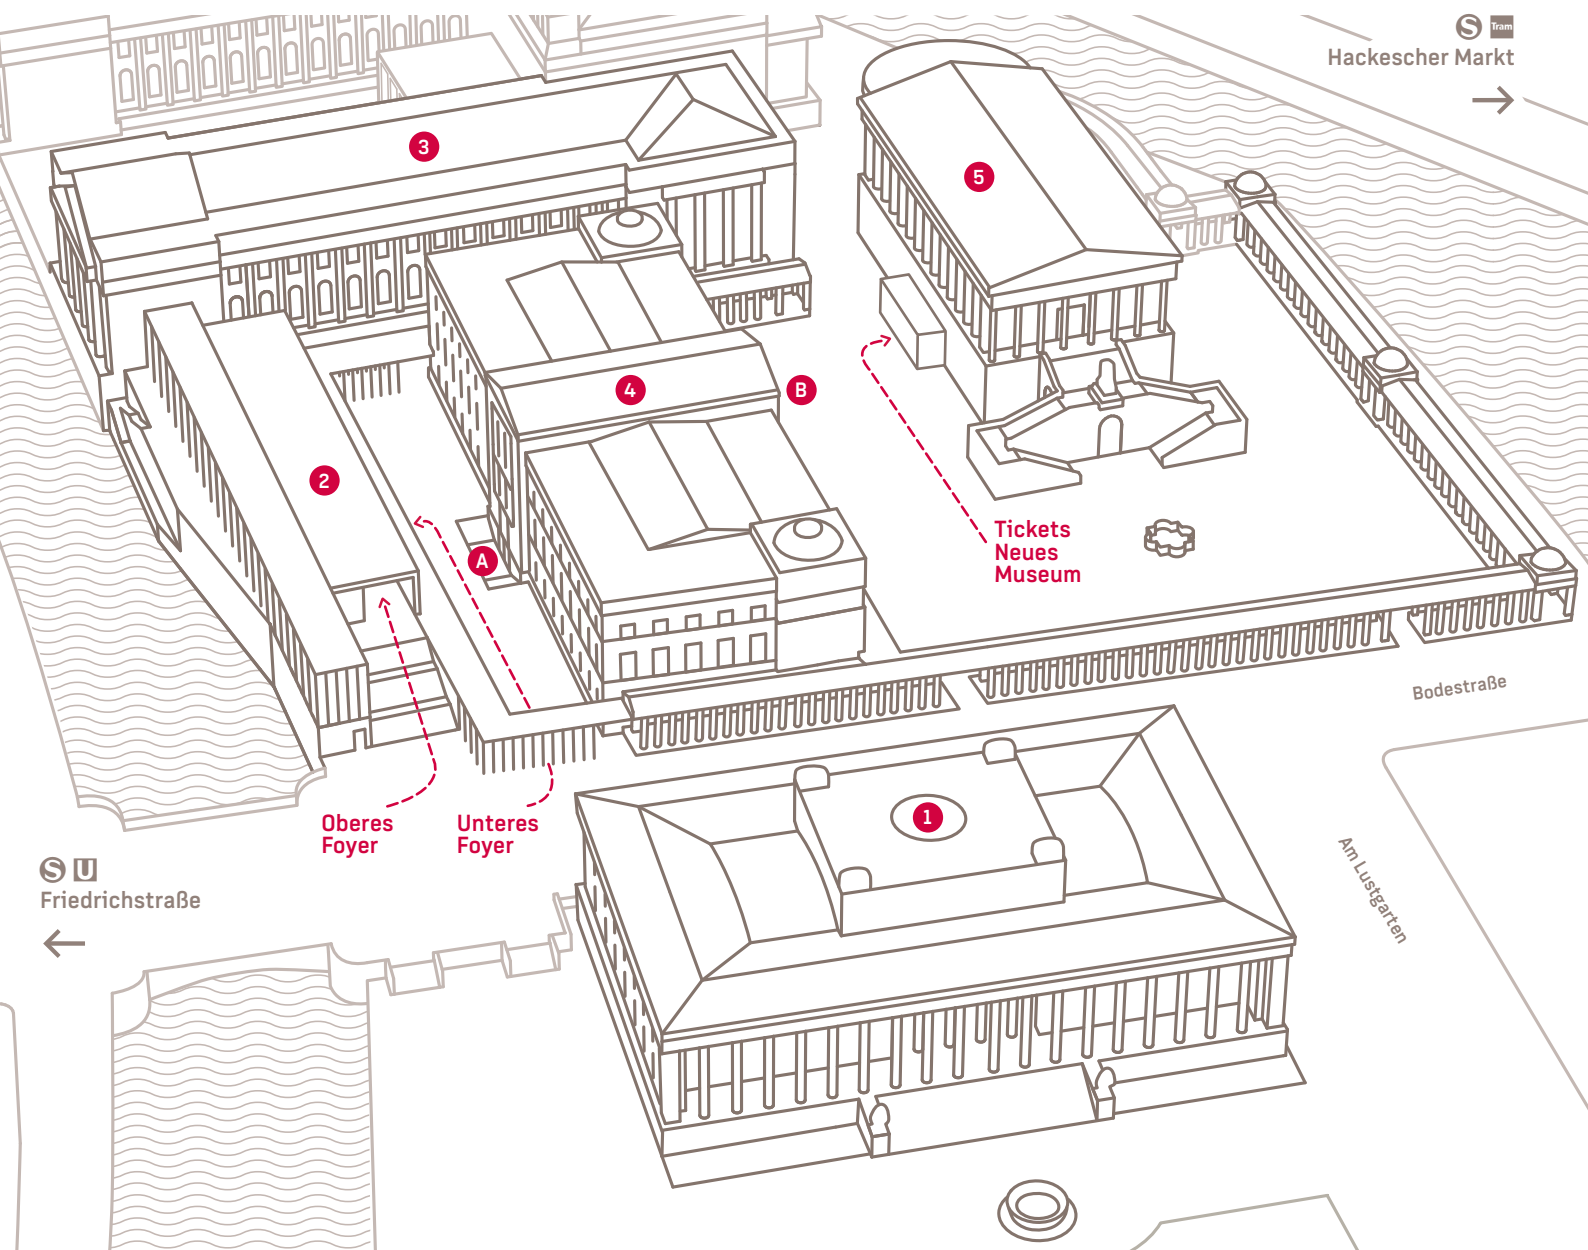 S Tram
Hackescher Markt
3
5
4
B
2
Tickets
Neues
Museum
A
Bodestraße
1
Oberes
Foyer
Unteres
Foyer
Am Lustgarten
S U
Friedrichstraße